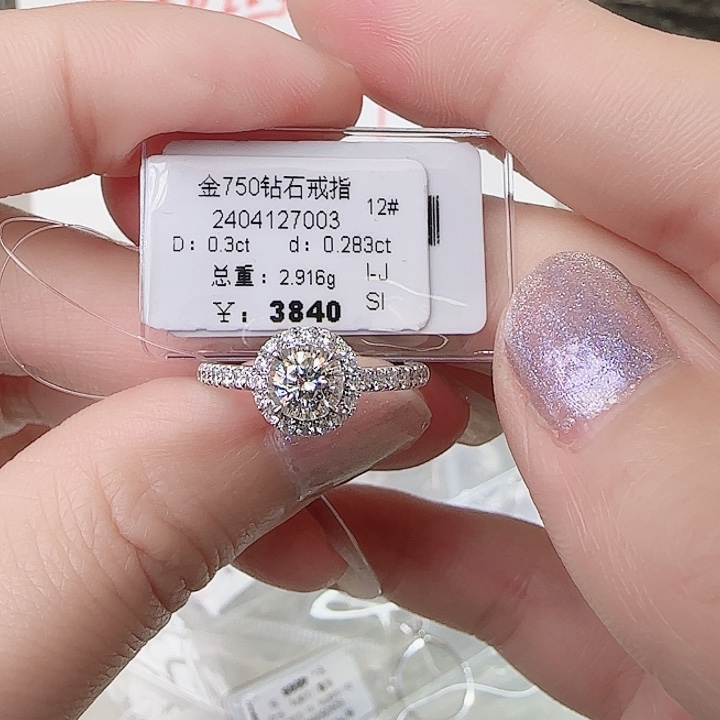 金750钻石戒指
12#
2404127003
D: 0.3ct d: 0.283ct
总重: 2.916g I-J
¥: 3840 SI